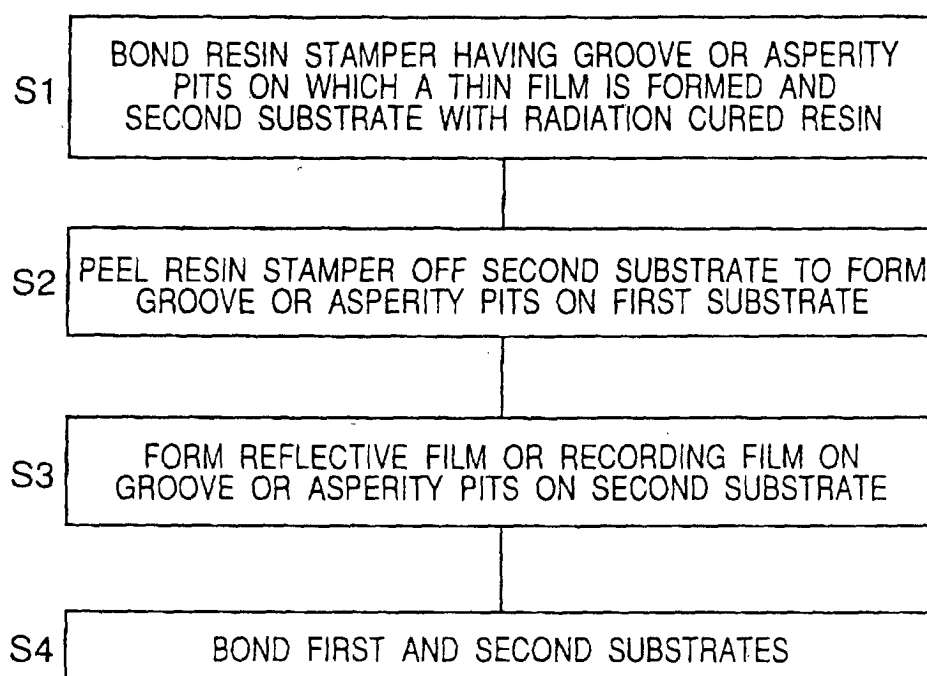 S1
BOND RESIN STAMPER HAVING GROOVE OR ASPERITY
PITS ON WHICH A THIN FILM IS FORMED AND
SECOND SUBSTRATE WITH RADIATION CURED RESIN
S2
PEEL RESIN STAMPER OFF SECOND SUBSTRATE TO FORM
GROOVE OR ASPERITY PITS ON FIRST SUBSTRATE
S3
FORM REFLECTIVE FILM OR RECORDING FILM ON
GROOVE OR ASPERITY PITS ON SECOND SUBSTRATE
S4
BOND FIRST AND SECOND SUBSTRATES